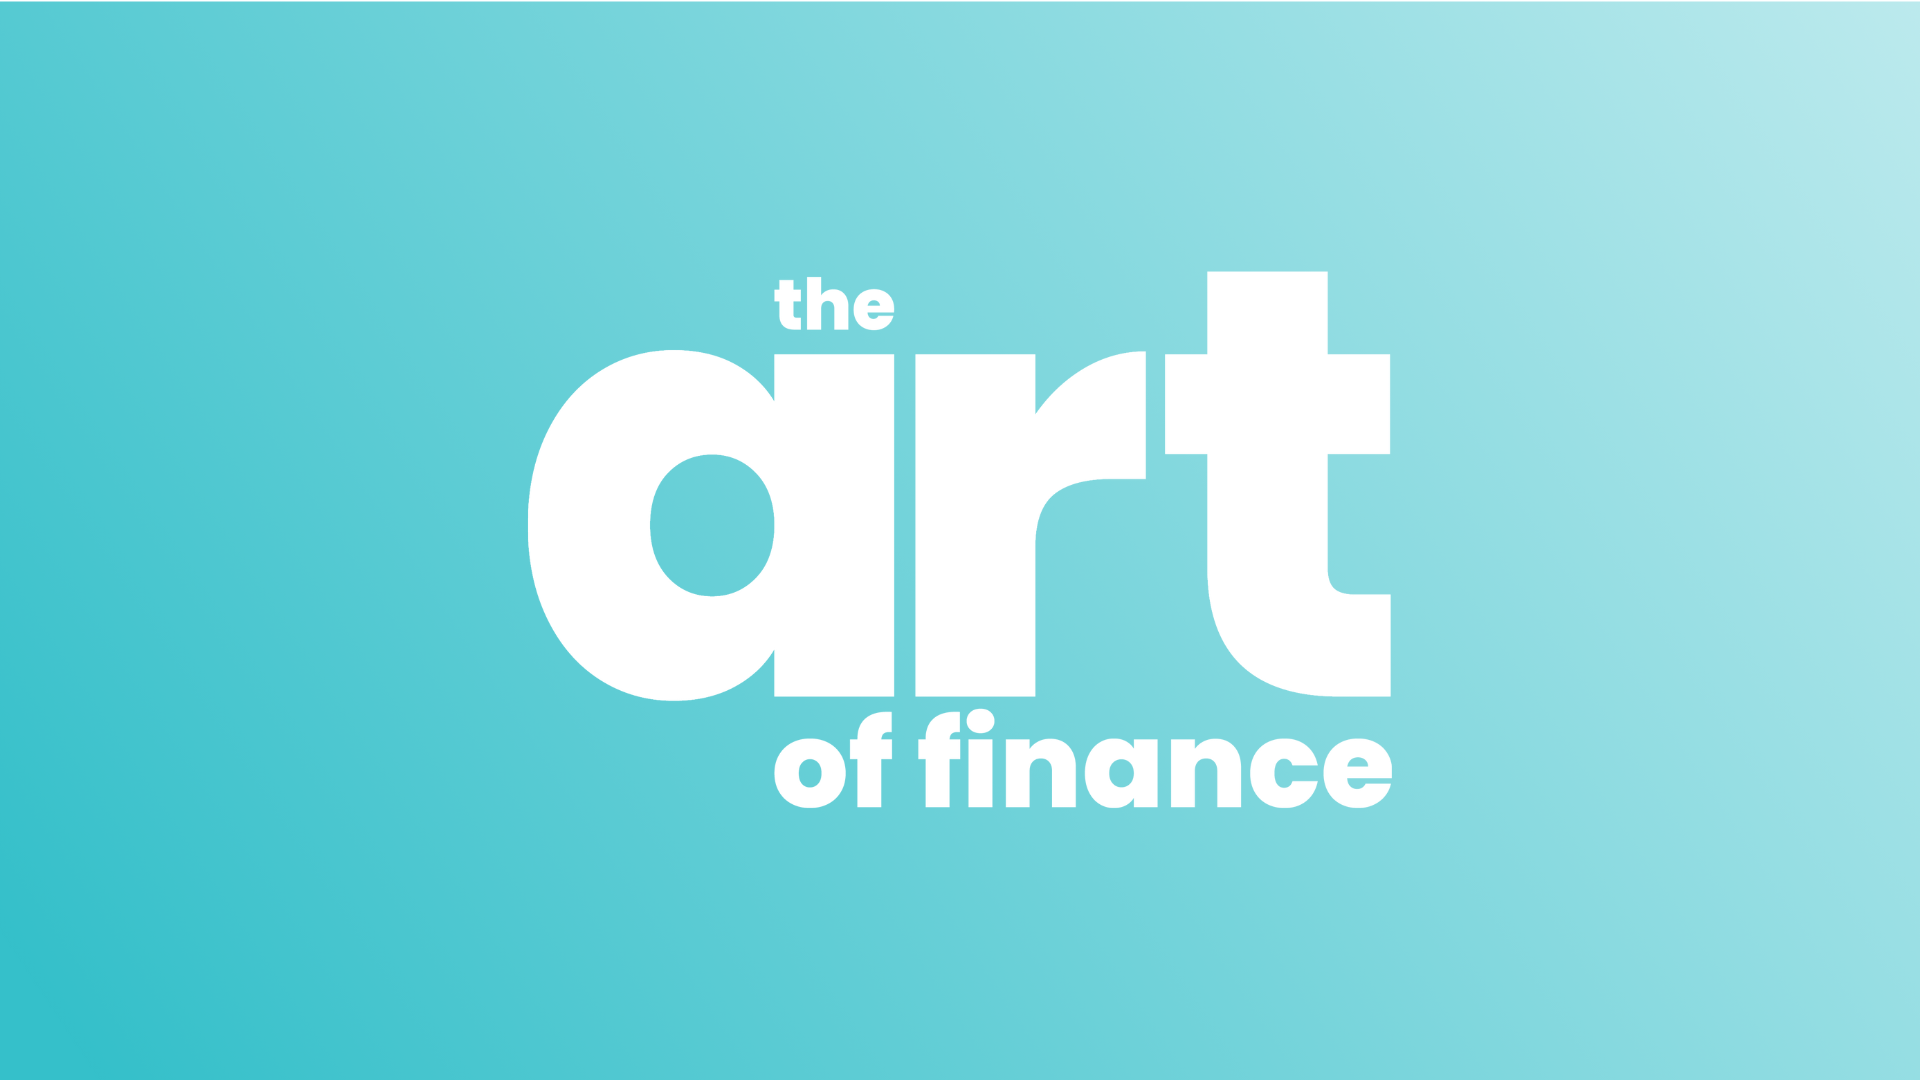 the
art
of finance